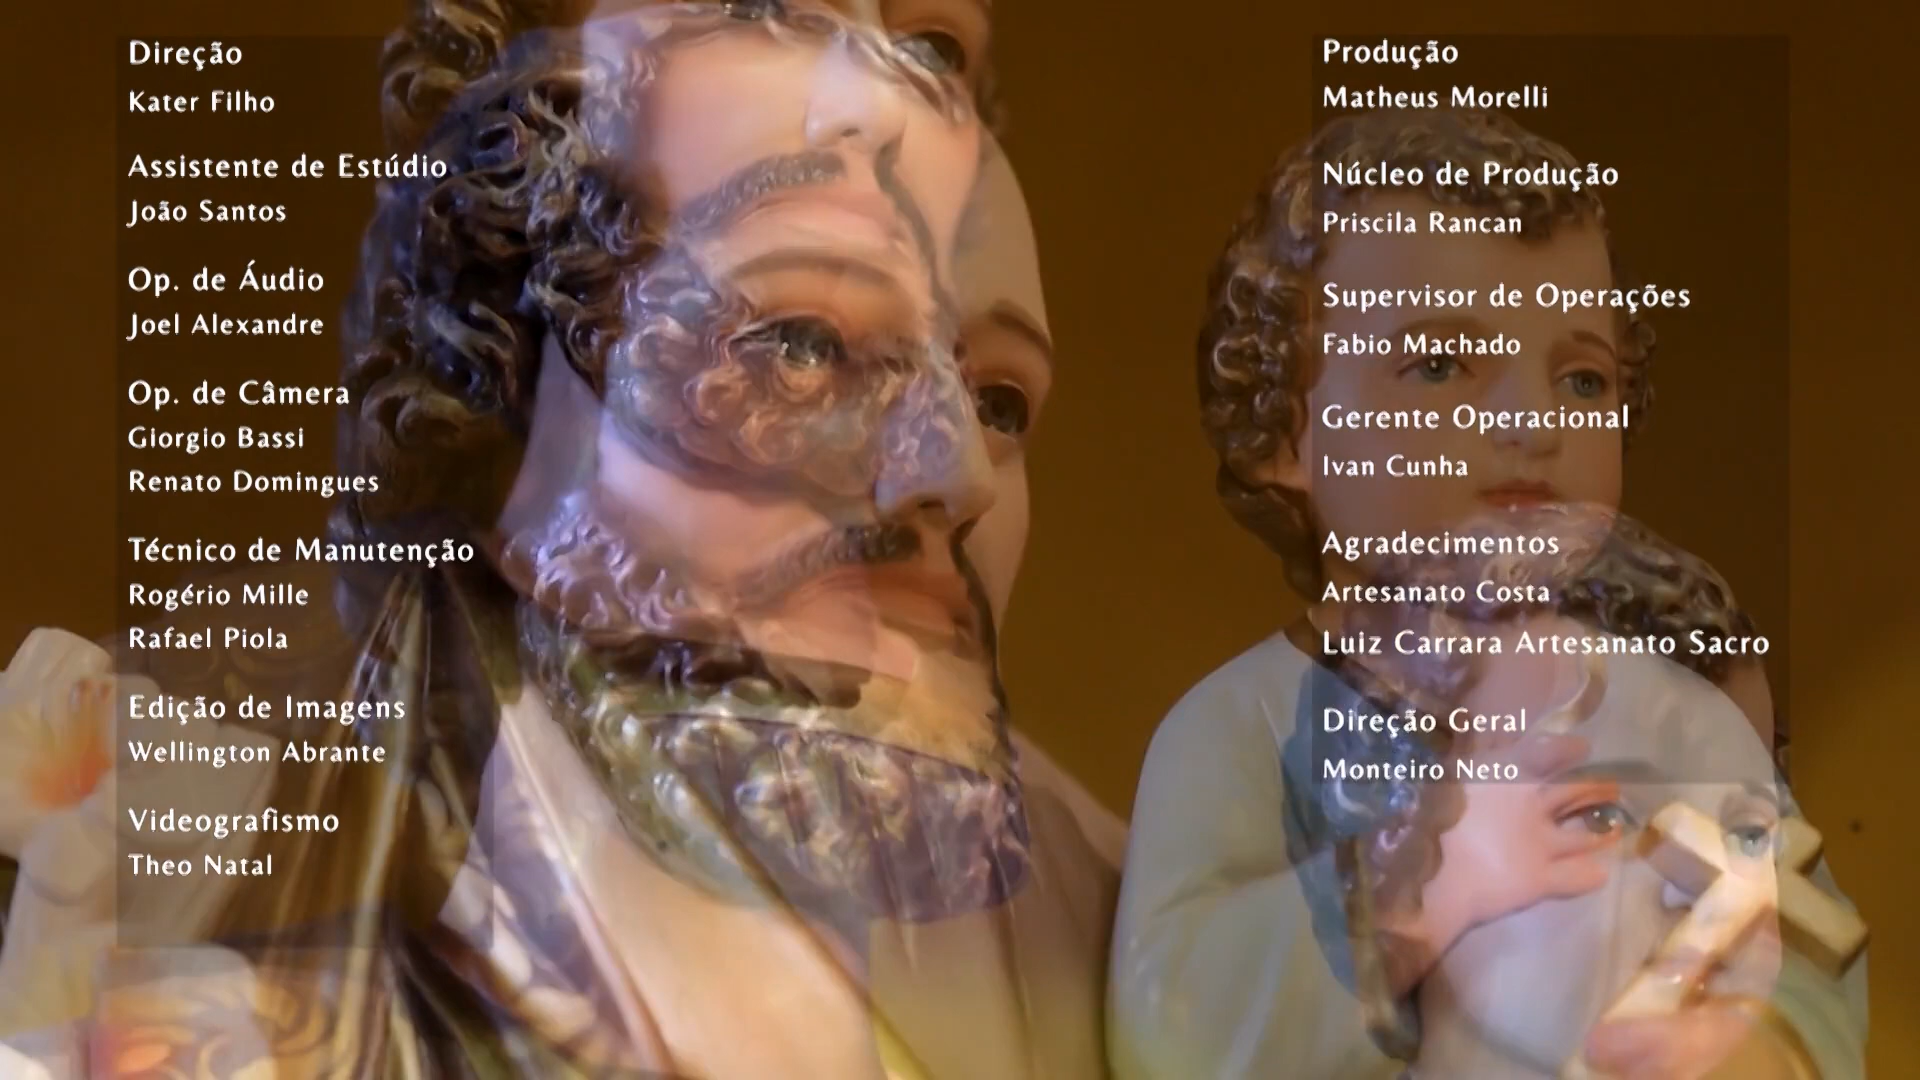 Direção
Kater Filho
Assistente de Estúdio
João Santos
Op. de Áudio
Joel Alexandre
Op. de Câmera
Giorgio Bassi
Renato Domingues
Técnico de Manutenção
Rogério Mille
Rafael Piola
Edição de Imagens
Wellington Abrante
Videografismo
Theo Natal
Produção
Matheus Morelli
Núcleo de Produção
Priscila Rancan
Supervisor de Operações
Fabio Machado
Gerente Operacional
Ivan Cunha
Agradecimentos
Artesanato Costa
Luiz Carrara Artesanato Sacro
Direção Geral
Monteiro Neto